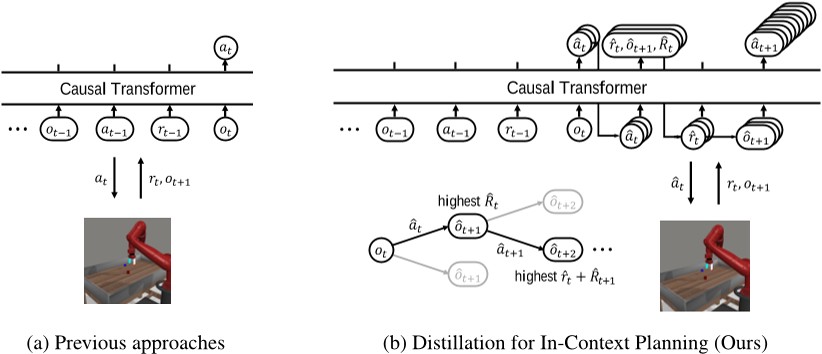 a_t
Causal Transformer
··· o_{t−1} a_{t−1} r_{t−1} o_t
a_t r_t, o_{t+1}
(a) Previous approaches
â_t r̂_t, ô_{t+1}, R̂_t â_{t+1}
Causal Transformer
··· o_{t−1} a_{t−1} r_{t−1} o_t â_t r̂_t ô_{t+1}
â_t r_t, o_{t+1}
highest R̂_t ô_{t+2}
o_t â_t ô_{t+1} â_{t+1} ô_{t+2} ···
ô_{t+1} highest r̂_t + R̂_{t+1}
(b) Distillation for In-Context Planning (Ours)